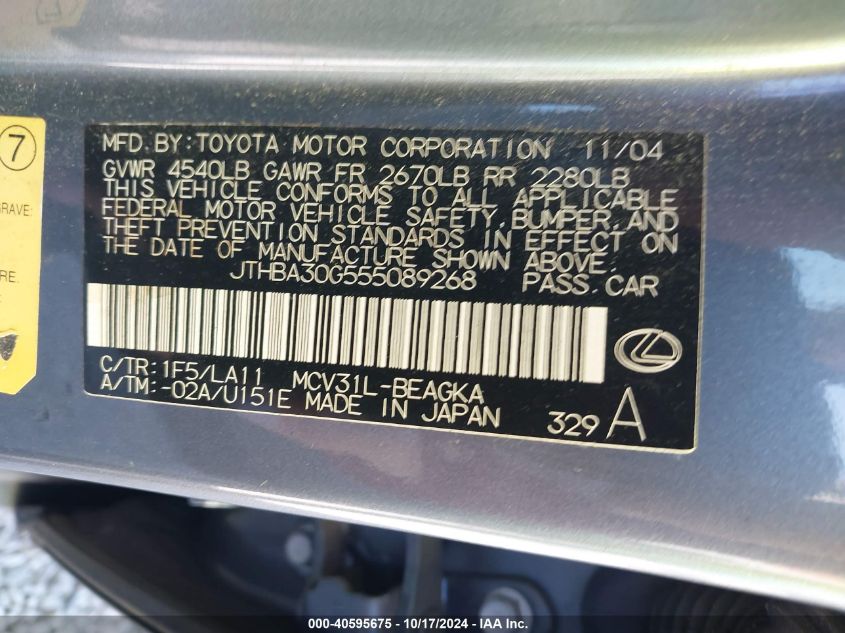 7
GRAVE:
RE.
MFD. BY: TOYOTA MOTOR CORPORATION 11/04
GVWR 4540LB GAWR FR 2670LB RR 2280LB
THIS VEHICLE CONFORMS TO ALL APPLICABLE
FEDERAL MOTOR VEHICLE SAFETY, BUMPER, AND
THEFT PREVENTION STANDARDS IN EFFECT ON
THE DATE OF MANUFACTURE SHOWN ABOVE.
JTHBA30G555089268 PASS. CAR
C/TR: 1F5/LA11 MCV31L-BEAGKA
A/TM: -02A/U151E MADE IN JAPAN 329 A
000-40595675 | 10/17/2024 | IAA Inc.